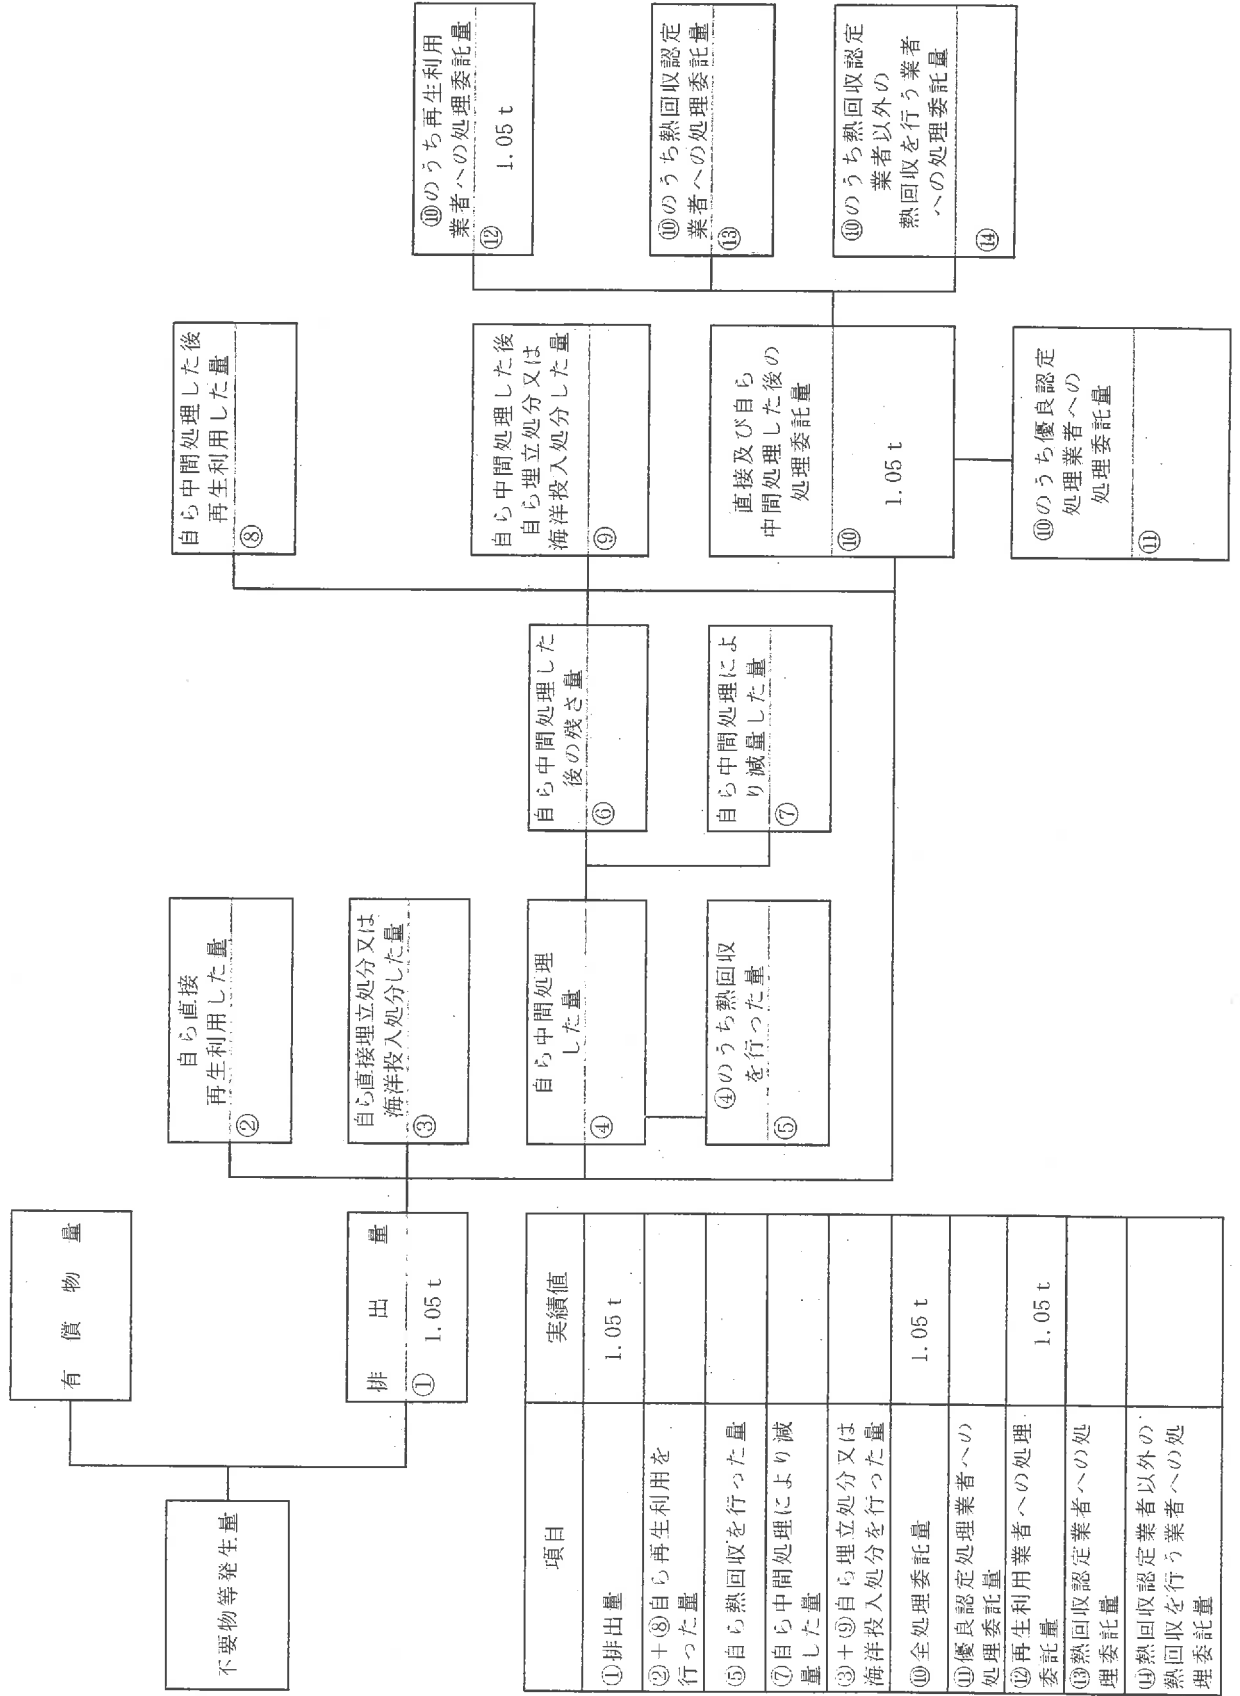 不要物等発生量
有償物量
排出量
① 1.05t
自ら直接
再生利用した量
②
自ら直接埋立処分又は
海洋投入処分した量
③
自ら中間処理
した量
④
④のうち熱回収
を行った量
⑤
自ら中間処理した
後の残さ量
⑥
自ら中間処理によ
り減量した量
⑦
自ら中間処理した後
再生利用した量
⑧
自ら中間処理した後
自ら埋立処分又は
海洋投入処分した量
⑨
直接及び自ら
中間処理した後の
処理委託量
⑩
1.05t
⑩のうち優良認定
処理業者への
処理委託量
⑪
⑩のうち再生利用
業者への処理委託量
⑫
1.05t
⑩のうち熱回収認定
業者への処理委託量
⑬
⑩のうち熱回収認定
業者以外の
熱回収を行う業者
への処理委託量
⑭
項目 実績値
①排出量 1.05t
②+⑧自ら再生利用を
行った量
⑤自ら熱回収を行った量
⑦自ら中間処理により減
量した量
③+⑨自ら埋立処分又は
海洋投入処分を行った量
⑩全処理委託量 1.05t
⑪優良認定処理業者への
処理委託量
⑫再生利用業者への処理
委託量 1.05t
⑬熱回収認定業者への処
理委託量
⑭熱回収認定業者以外の
熱回収を行う業者への処
理委託量